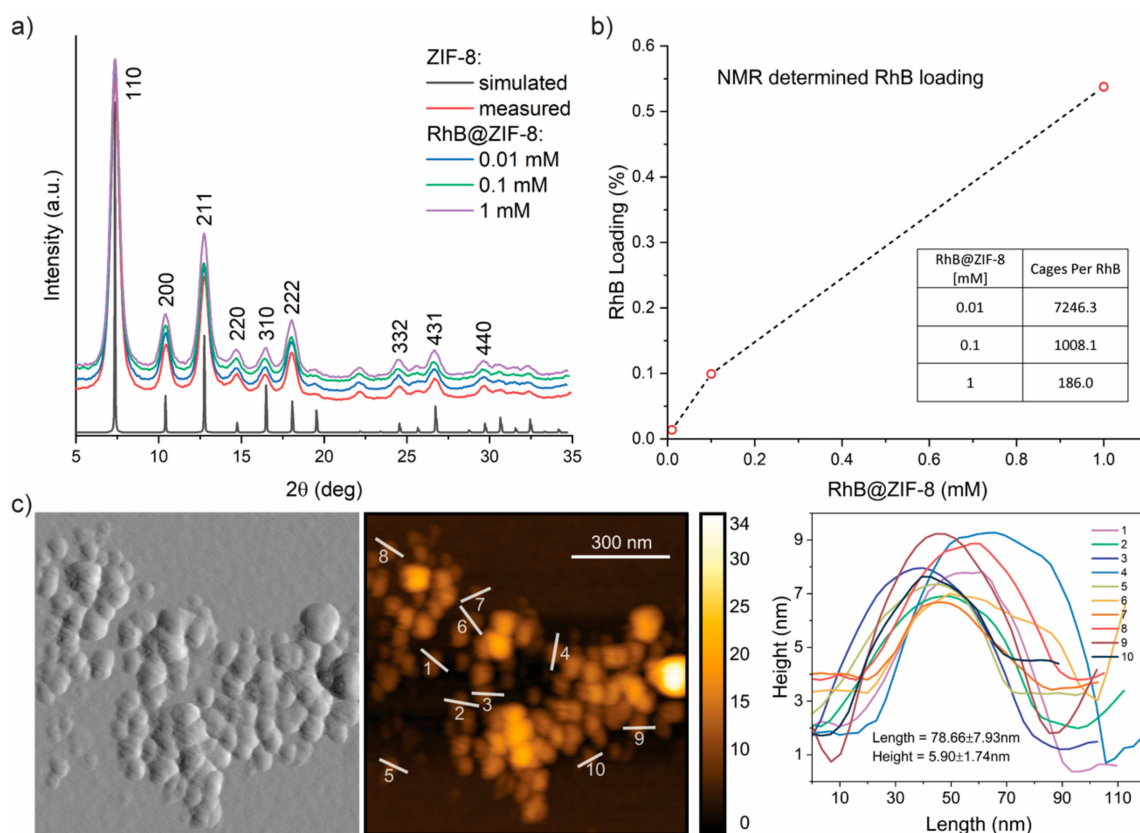 a)
ZIF-8:
simulated
measured
RhB@ZIF-8:
0.01 mM
0.1 mM
1 mM
110
200
211
220
310
222
332
431
440
Intensity (a.u.)
5 10 15 20 25 30 35
2θ (deg)
b)
NMR determined RhB loading
RhB Loading (%)
0.6
0.5
0.4
0.3
0.2
0.1
0.0
RhB@ZIF-8 [mM] Cages Per RhB
0.01 7246.3
0.1 1008.1
1 186.0
0.0 0.2 0.4 0.6 0.8 1.0
RhB@ZIF-8 (mM)
c)
300 nm
8
7
6
1
4
2
3
9
5
10
34
30
25
20
15
10
0
Height (nm)
9
7
5
3
1
1
2
3
4
5
6
7
8
9
10
Length = 78.66±7.93nm
Height = 5.90±1.74nm
10 30 50 70 90 110
Length (nm)